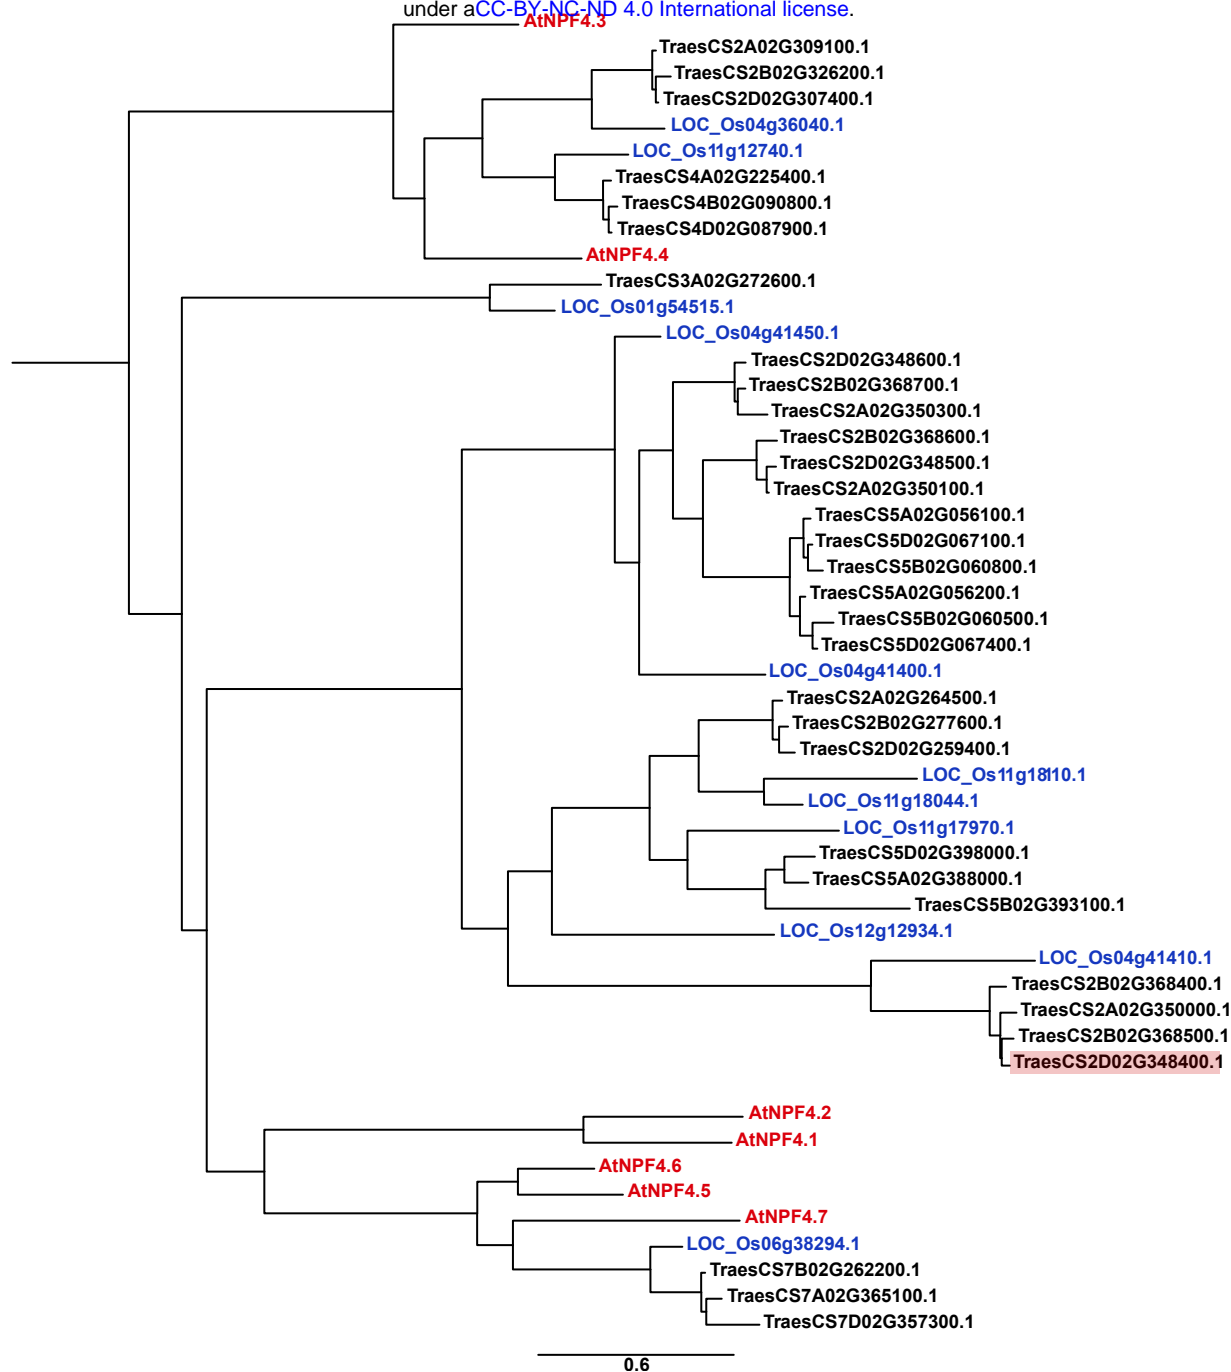 under aCC-BY-NC-ND 4.0 International license.
AtNPF4.3
TraesCS2A02G309100.1
TraesCS2B02G326200.1
TraesCS2D02G307400.1
LOC_Os04g36040.1
LOC_Os11g12740.1
TraesCS4A02G225400.1
TraesCS4B02G090800.1
TraesCS4D02G087900.1
AtNPF4.4
TraesCS3A02G272600.1
LOC_Os01g54515.1
LOC_Os04g41450.1
TraesCS2D02G348600.1
TraesCS2B02G368700.1
TraesCS2A02G350300.1
TraesCS2B02G368600.1
TraesCS2D02G348500.1
TraesCS2A02G350100.1
TraesCS5A02G056100.1
TraesCS5D02G067100.1
TraesCS5B02G060800.1
TraesCS5A02G056200.1
TraesCS5B02G060500.1
TraesCS5D02G067400.1
LOC_Os04g41400.1
TraesCS2A02G264500.1
TraesCS2B02G277600.1
TraesCS2D02G259400.1
LOC_Os11g18110.1
LOC_Os11g18044.1
LOC_Os11g17970.1
TraesCS5D02G398000.1
TraesCS5A02G388000.1
TraesCS5B02G393100.1
LOC_Os12g12934.1
LOC_Os04g41410.1
TraesCS2B02G368400.1
TraesCS2A02G350000.1
TraesCS2B02G368500.1
TraesCS2D02G348400.1
AtNPF4.2
AtNPF4.1
AtNPF4.6
AtNPF4.5
AtNPF4.7
LOC_Os06g38294.1
TraesCS7B02G262200.1
TraesCS7A02G365100.1
TraesCS7D02G357300.1
0.6